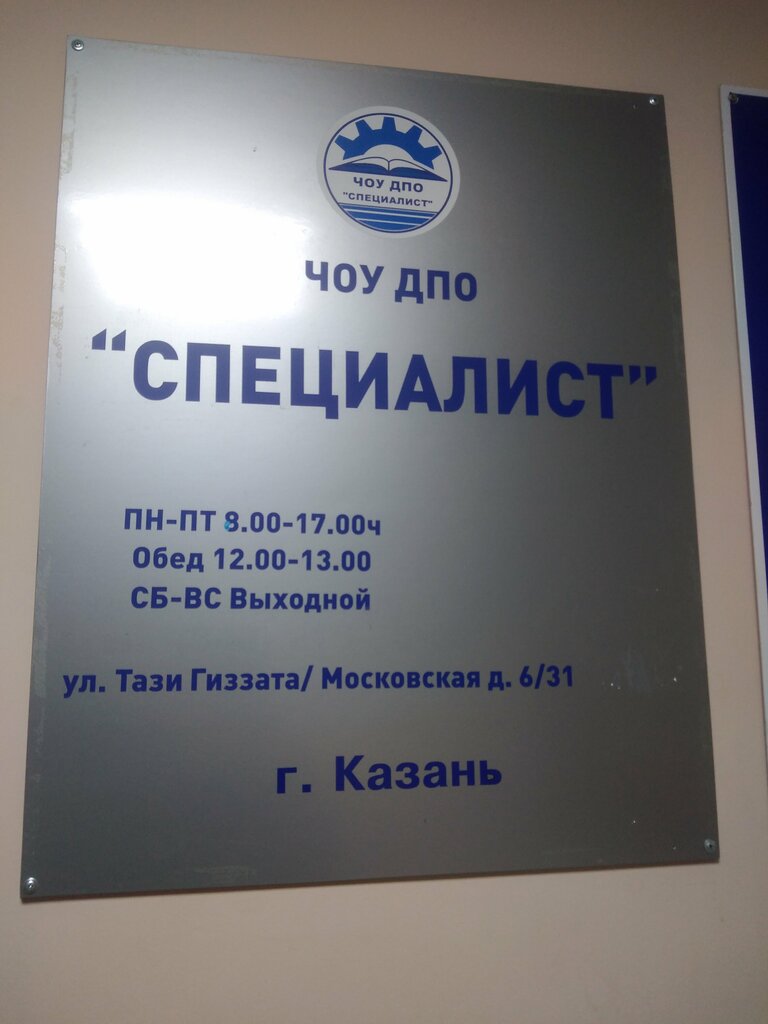 ЧОУ ДПО
"СПЕЦИАЛИСТ"
ЧОУ ДПО
“СПЕЦИАЛИСТ”
ПН-ПТ 8.00-17.00ч
Обед 12.00-13.00
СБ-ВС Выходной
ул. Тази Гиззата/ Московская д. 6/31
г. Казань